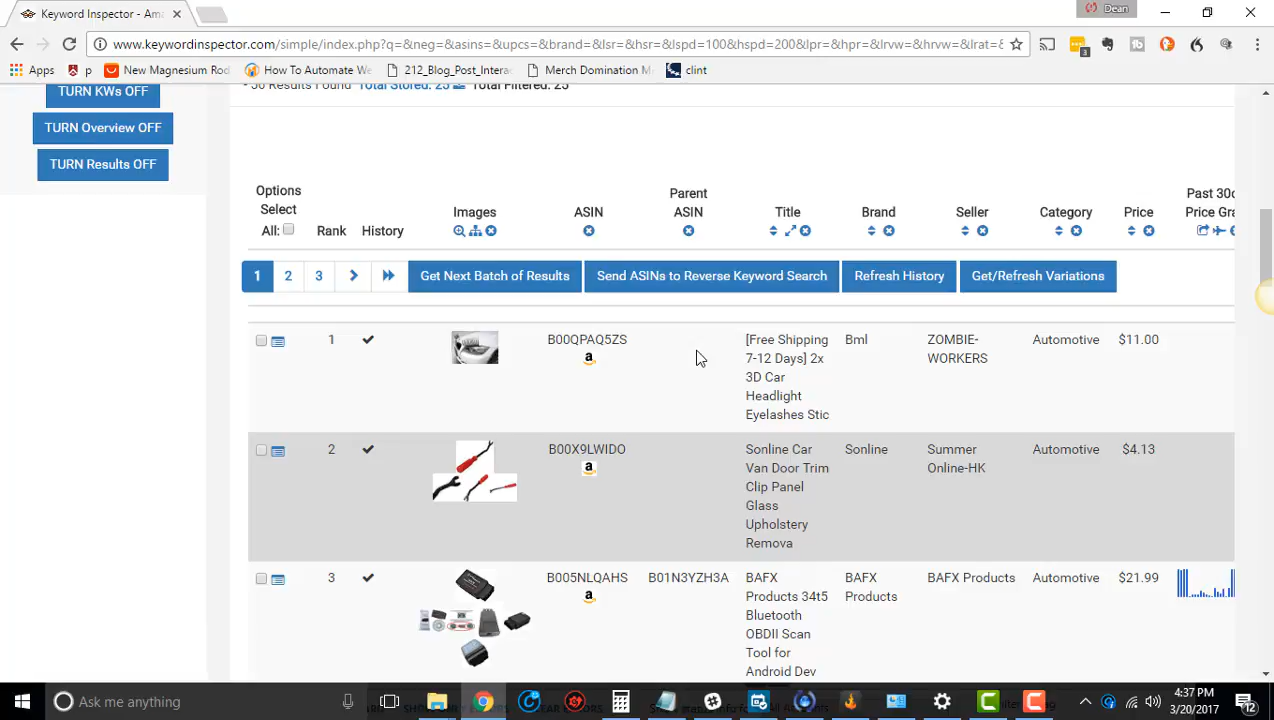 Keyword Inspector - Ama
Dean
www.keywordinspector.com/simple/index.php?q=&neg=&asins=&upcs=&brand=&lsr=&hsr=&lspd=100&hspd=200&lpr=&hpr=&lrvw=&hrvw=&lrat=&
3
Apps
p
New Magnesium Rod
How To Automate We
212_Blog_Post_Intera
Merch Domination M
clint
TURN KWs OFF
TURN Overview OFF
TURN Results OFF
Results Found Total Stored: 25 Total Filtered: 25
Options
Select
All:
Rank
History
Images
ASIN
Parent
ASIN
Title
Brand
Seller
Category
Price
Past 30d
Price Gra
1 2 3
Get Next Batch of Results
Send ASINs to Reverse Keyword Search
Refresh History
Get/Refresh Variations
1
B00QPAQ5ZS
a
[Free Shipping
7-12 Days] 2x
3D Car
Headlight
Eyelashes Stic
Bml
ZOMBIE-
WORKERS
Automotive
$11.00
2
B00X9LWIDO
a
Sonline Car
Van Door Trim
Clip Panel
Glass
Upholstery
Remova
Sonline
Summer
Online-HK
Automotive
$4.13
3
B005NLQAHS
a
B01N3YZH3A
BAFX
Products 34t5
Bluetooth
OBDII Scan
Tool for
Android Dev
BAFX
Products
BAFX Products
Automotive
$21.99
Ask me anything
4:37 PM
3/20/2017
12